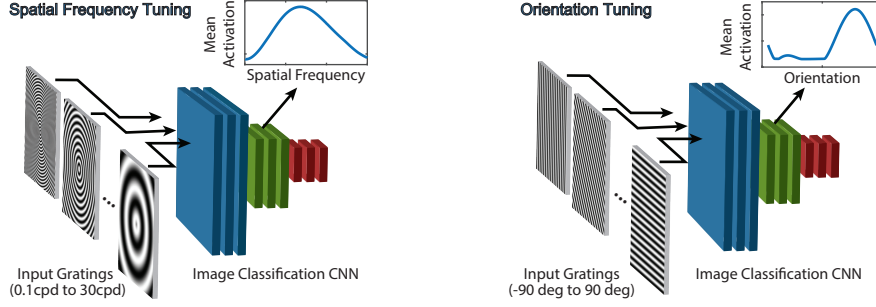 Spatial Frequency Tuning
Mean
Activation
Spatial Frequency
Input Gratings
(0.1cpd to 30cpd)
Image Classification CNN
Orientation Tuning
Mean
Activation
Orientation
Input Gratings
(-90 deg to 90 deg)
Image Classification CNN